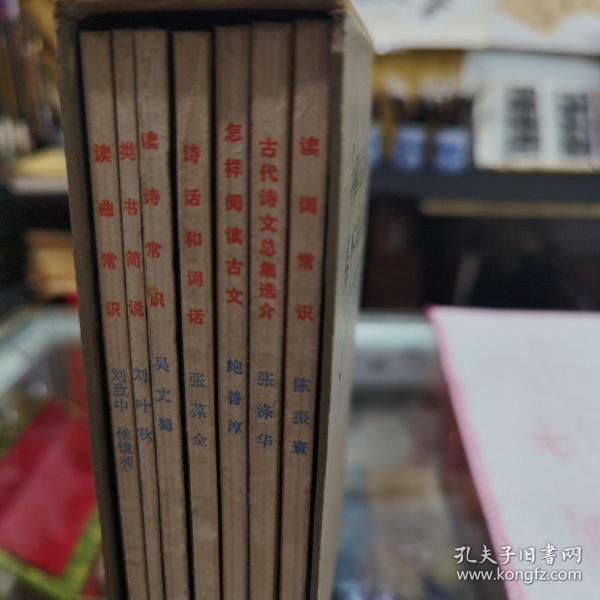 读曲常识 刘致中 侯镜昶
类书简说 刘叶秋
读诗常识 吴丈蜀
诗话和词话 张葆全
怎样阅读古文 鲍善淳
古代诗文总集选介 张涤华
读词常识 陈振寰
孔夫子旧书网
www.kongfz.com